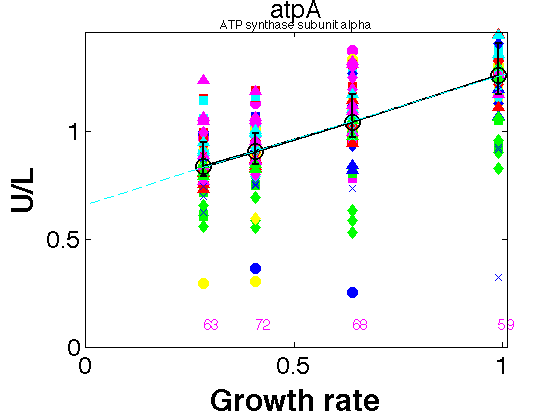 atpA
ATP synthase subunit alpha
U/L
1
0.5
0
63 72 68 59
0 0.5 1
Growth rate